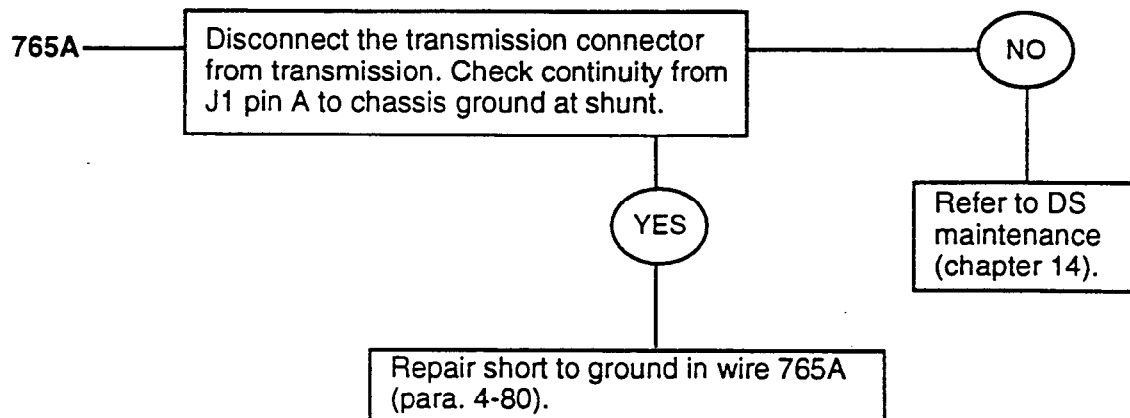 765A
Disconnect the transmission connector
from transmission. Check continuity from
J1 pin A to chassis ground at shunt.
NO
YES
Refer to DS
maintenance
(chapter 14).
Repair short to ground in wire 765A
(para. 4-80).